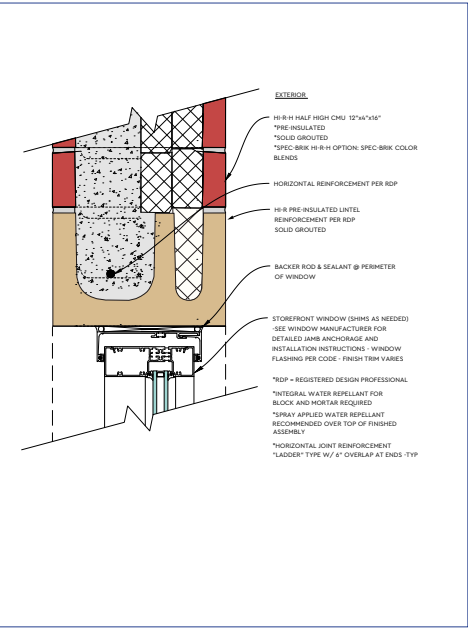 EXTERIOR
HI-R-H HALF HIGH CMU 12"x4"x16"
*PRE-INSULATED
*SOLID GROUTED
*SPEC-BRIK HI-R-H OPTION: SPEC-BRIK COLOR
BLENDS
HORIZONTAL REINFORCEMENT PER RDP
HI-R PRE-INSULATED LINTEL
REINFORCEMENT PER RDP
SOLID GROUTED
BACKER ROD & SEALANT @ PERIMETER
OF WINDOW
STOREFRONT WINDOW (SHIMS AS NEEDED)
-SEE WINDOW MANUFACTURER FOR
DETAILED JAMB ANCHORAGE AND
INSTALLATION INSTRUCTIONS - WINDOW
FLASHING PER CODE - FINISH TRIM VARIES
*RDP = REGISTERED DESIGN PROFESSIONAL
*INTEGRAL WATER REPELLANT FOR
BLOCK AND MORTAR REQUIRED
*SPRAY APPLIED WATER REPELLANT
RECOMMENDED OVER TOP OF FINISHED
ASSEMBLY
*HORIZONTAL JOINT REINFORCEMENT
"LADDER" TYPE W/ 6" OVERLAP AT ENDS -TYP